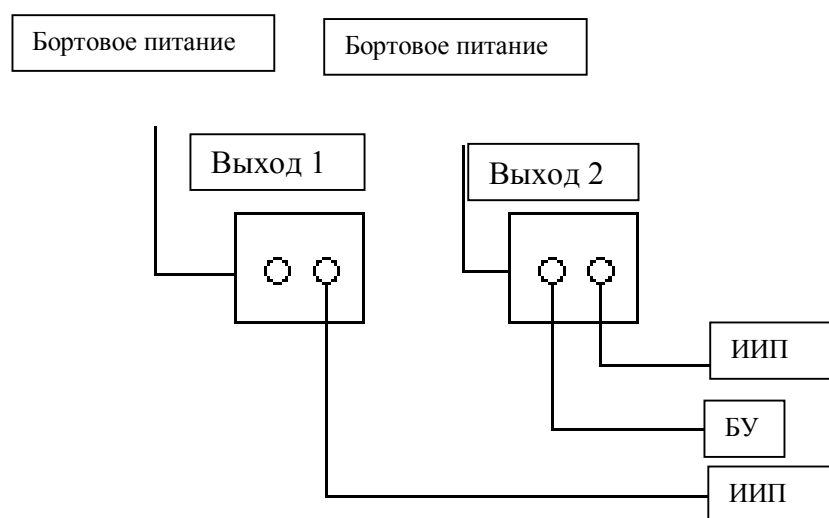 Бортовое питание
Бортовое питание
Выход 1
Выход 2
ИИП
БУ
ИИП